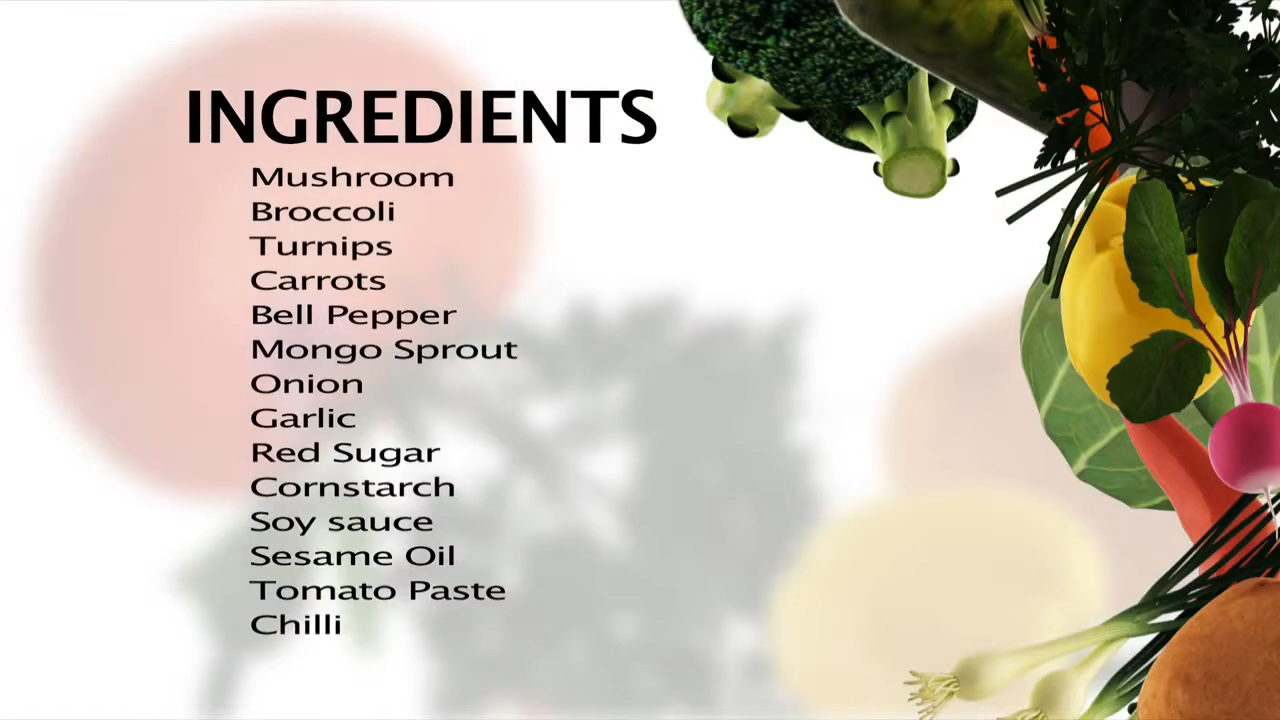 INGREDIENTS
Mushroom
Broccoli
Turnips
Carrots
Bell Pepper
Mongo Sprout
Onion
Garlic
Red Sugar
Cornstarch
Soy sauce
Sesame Oil
Tomato Paste
Chilli